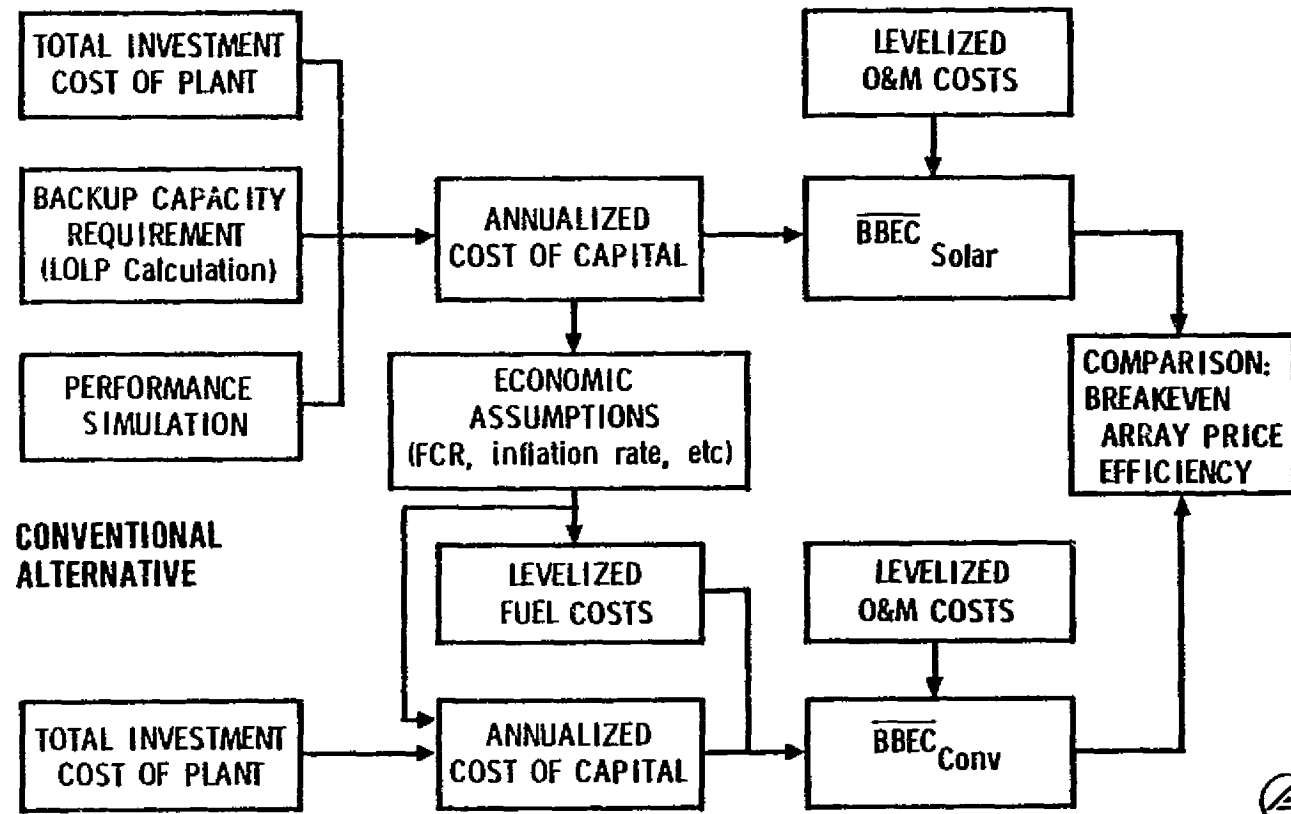 TOTAL INVESTMENT
COST OF PLANT
BACKUP CAPACITY
REQUIREMENT
(LOLP Calculation)
PERFORMANCE
SIMULATION
ANNUALIZED
COST OF CAPITAL
LEVELIZED
O&M COSTS
BBEC Solar
ECONOMIC
ASSUMPTIONS
(FCR, inflation rate, etc)
COMPARISON:
BREAKEVEN
ARRAY PRICE
EFFICIENCY
CONVENTIONAL
ALTERNATIVE
LEVELIZED
FUEL COSTS
LEVELIZED
O&M COSTS
TOTAL INVESTMENT
COST OF PLANT
ANNUALIZED
COST OF CAPITAL
BBEC Conv